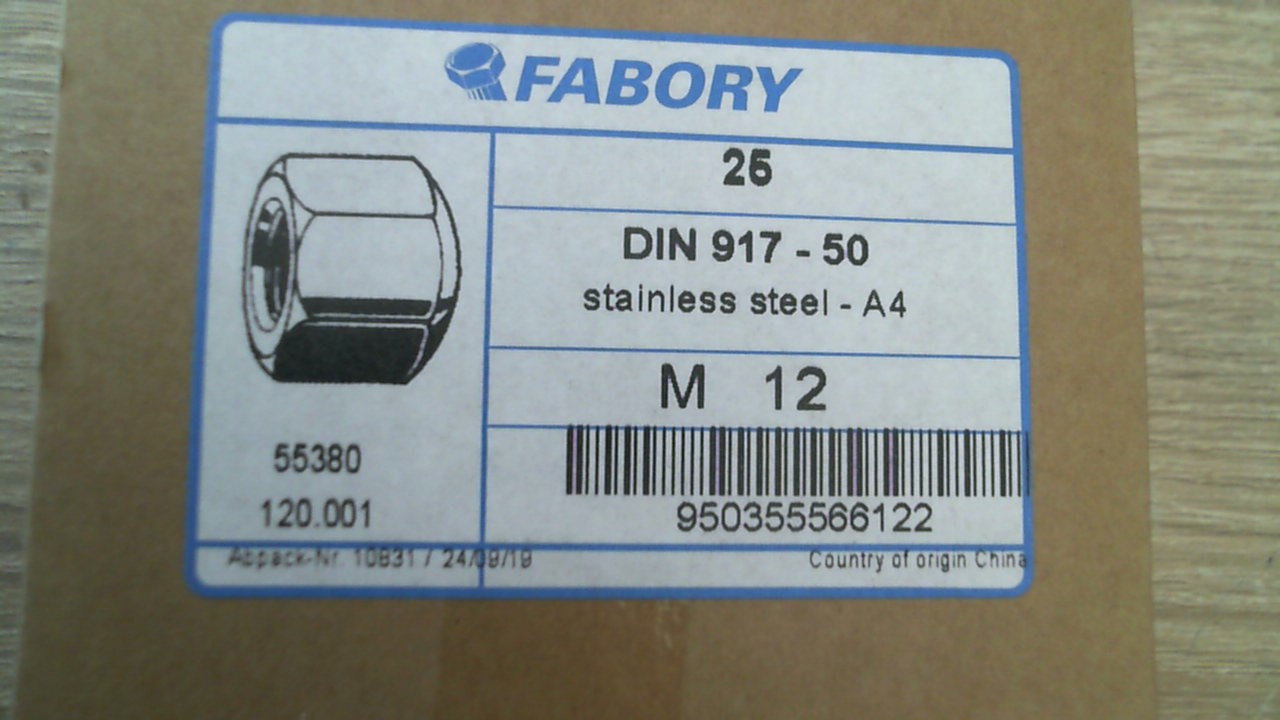 FABORY
25
DIN 917 - 50
stainless steel - A4
M 12
55380
120.001
950355566122
Abpack-Nr. 10831 / 24/09/19
Country of origin China